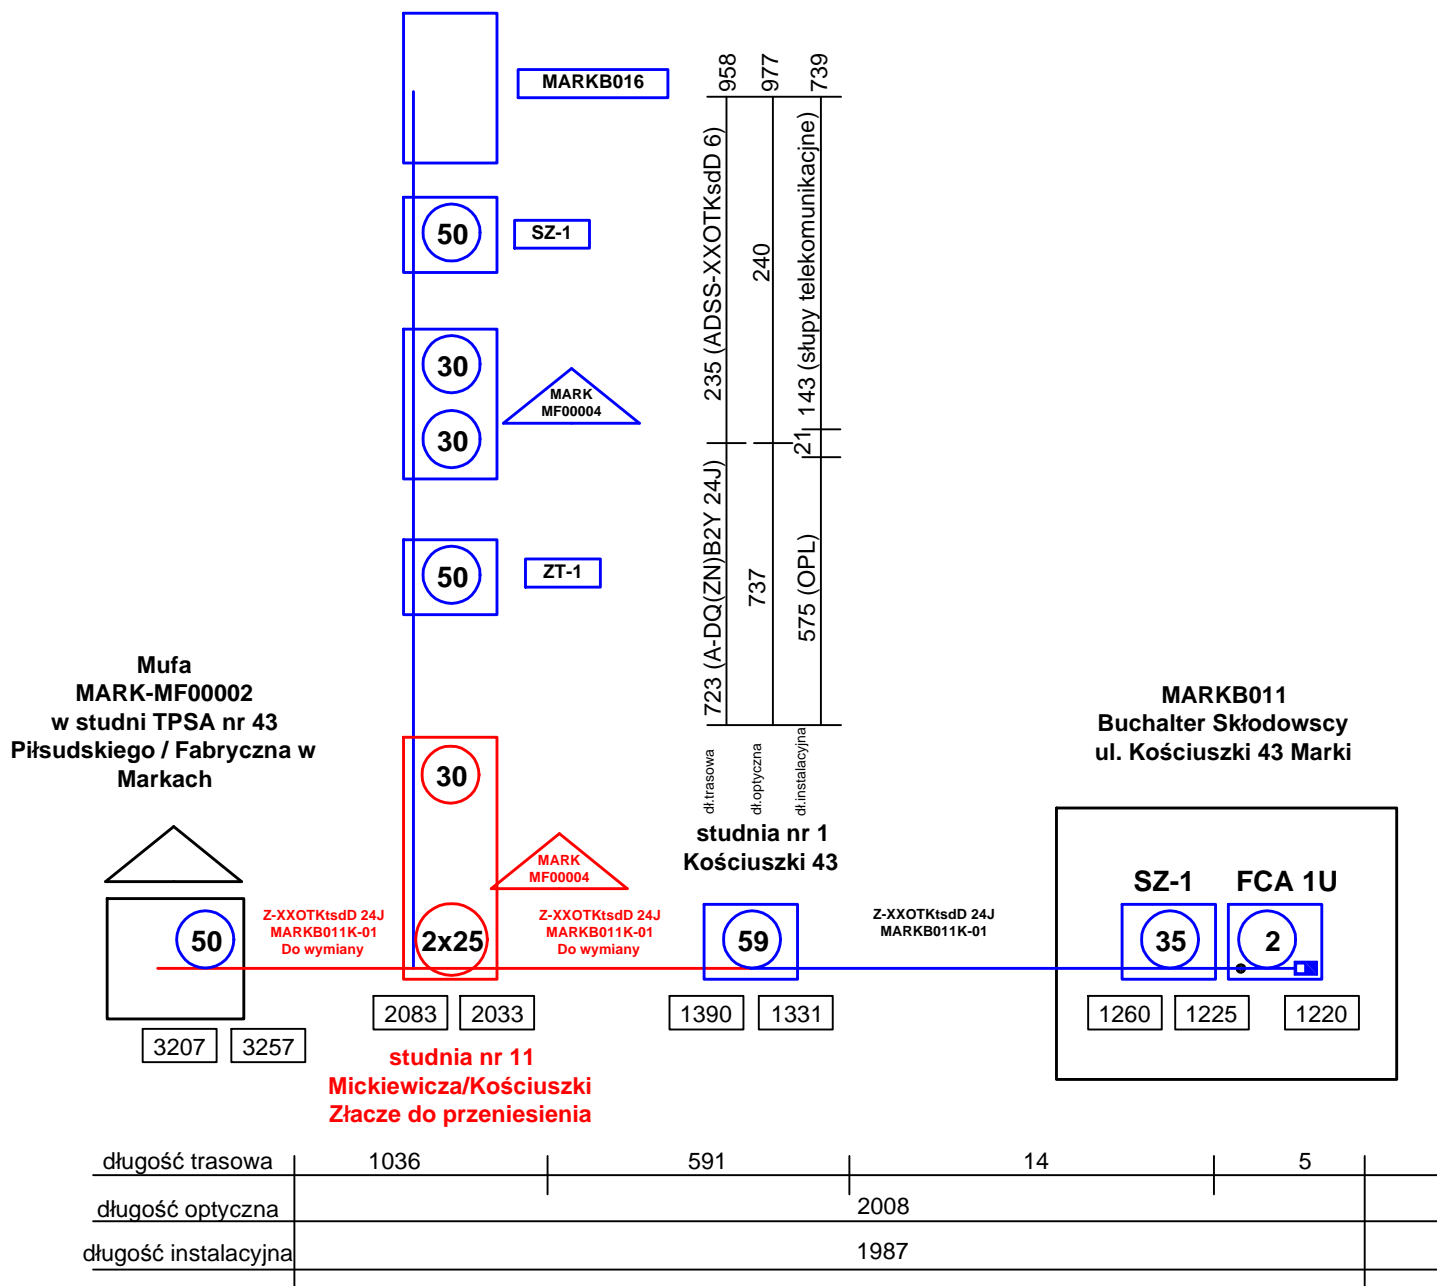 MARKB016
50
SZ-1
30
30
MARK
MF00004
50
ZT-1
958
977
739
235 (ADSS-XXOTKsdD 6)
240
143 (słupy telekomunikacjne)
21
723 (A-DQ(ZN)B2Y 24J)
737
575 (OPL)
dł.trasowa
dł.optyczna
dł.instalacyjna
Mufa
MARK-MF00002
w studni TPSA nr 43
Piłsudskiego / Fabryczna w
Markach
30
MARK
MF00004
studnia nr 1
Kościuszki 43
MARKB011
Buchalter Skłodowscy
ul. Kościuszki 43 Marki
50
Z-XXOTKtsdD 24J
MARKB011K-01
Do wymiany
2x25
Z-XXOTKtsdD 24J
MARKB011K-01
Do wymiany
59
Z-XXOTKtsdD 24J
MARKB011K-01
SZ-1
FCA 1U
35
2
3207
3257
2083
2033
1390
1331
1260
1225
1220
studnia nr 11
Mickiewicza/Kościuszki
Złacze do przeniesienia
długość trasowa 1036 591 14 5
długość optyczna 2008
długość instalacyjna 1987